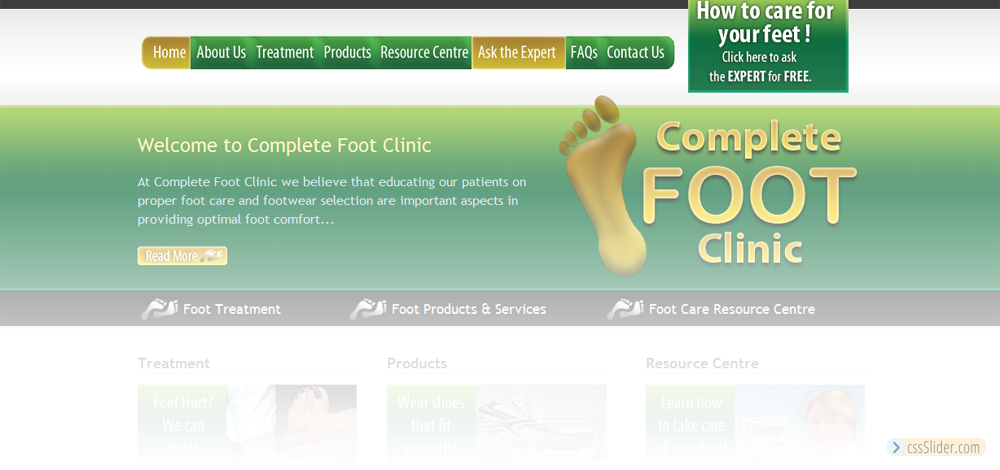 How to care for
your feet !
Click here to ask
the EXPERT for FREE.
Home About Us Treatment Products Resource Centre Ask the Expert FAQs Contact Us
Welcome to Complete Foot Clinic
At Complete Foot Clinic we believe that educating our patients on
proper foot care and footwear selection are important aspects in
providing optimal foot comfort...
Read More
Complete
FOOT
Clinic
Foot Treatment Foot Products & Services Foot Care Resource Centre
Treatment Products Resource Centre
Feet Hurt?
We can
help!
Wear shoes
that fit
properly!
Learn how
to take care
of your feet!
cssSlider.com